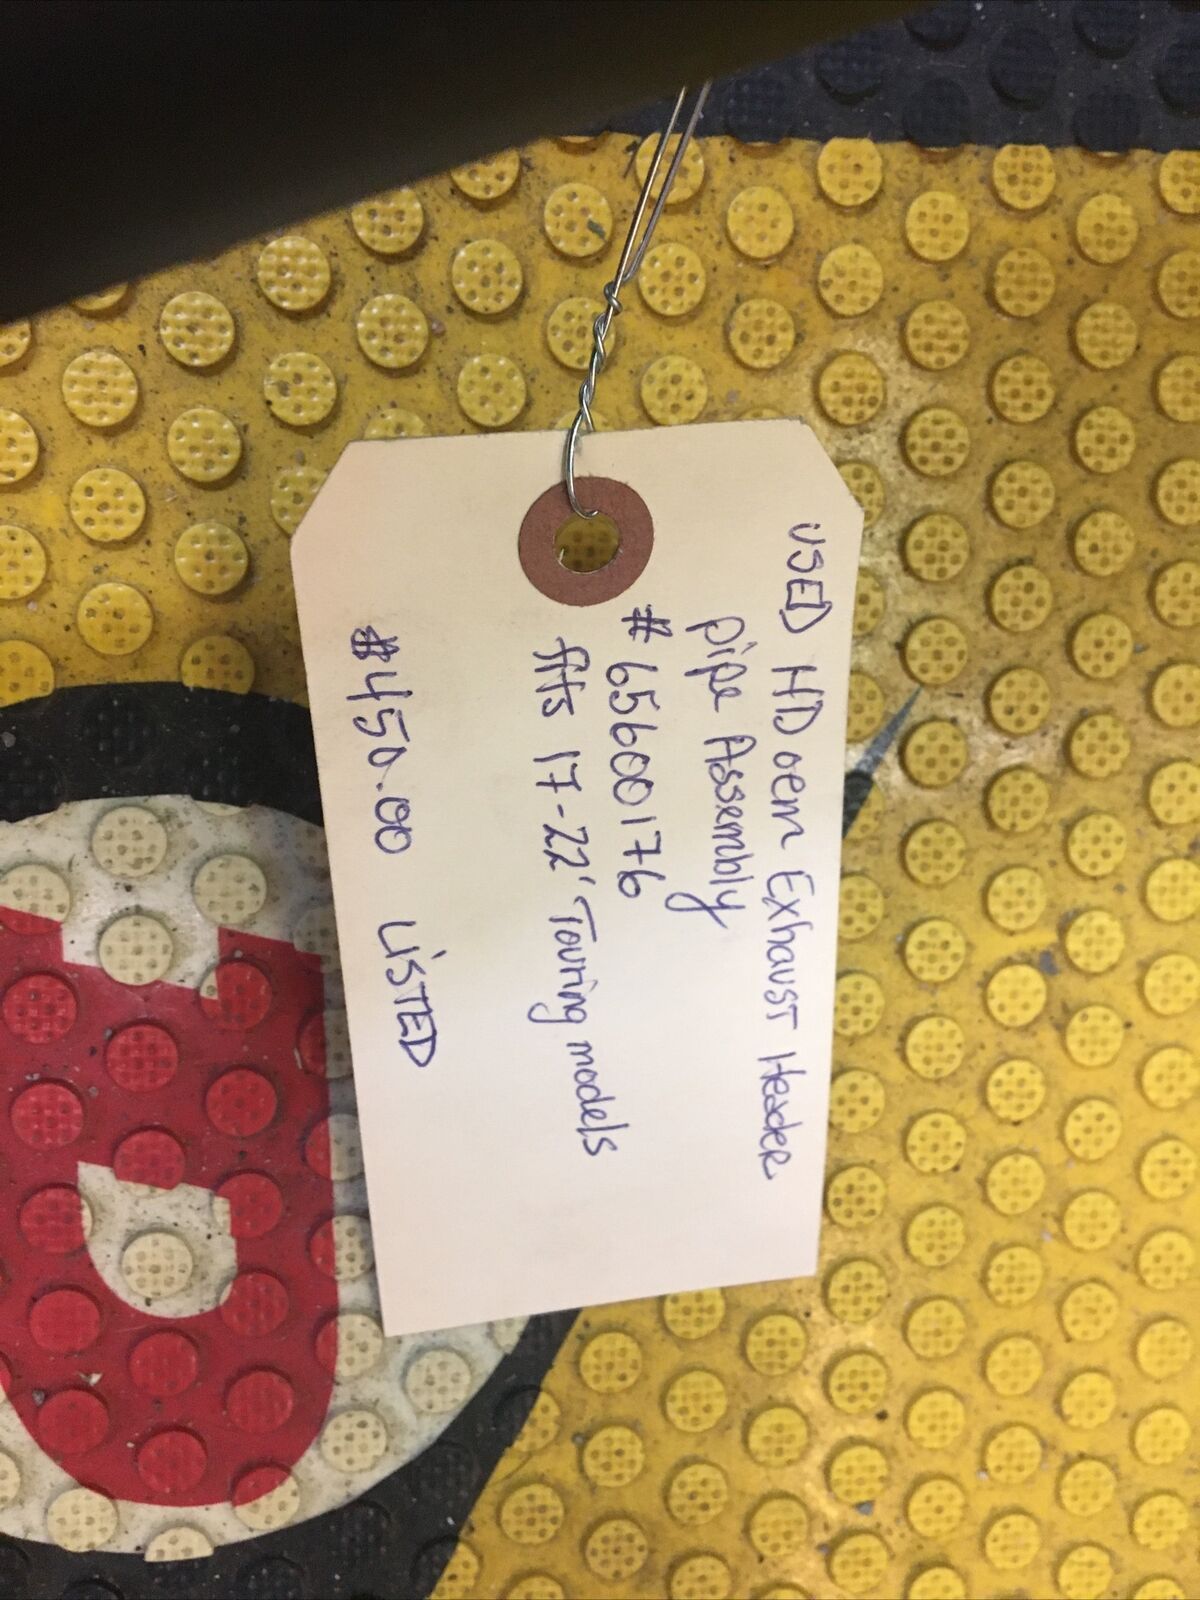 USED HD oem Exhaust Header
pipe Assembly
#65600176
fits 17-22' Touring models
$450.00 LiSTED